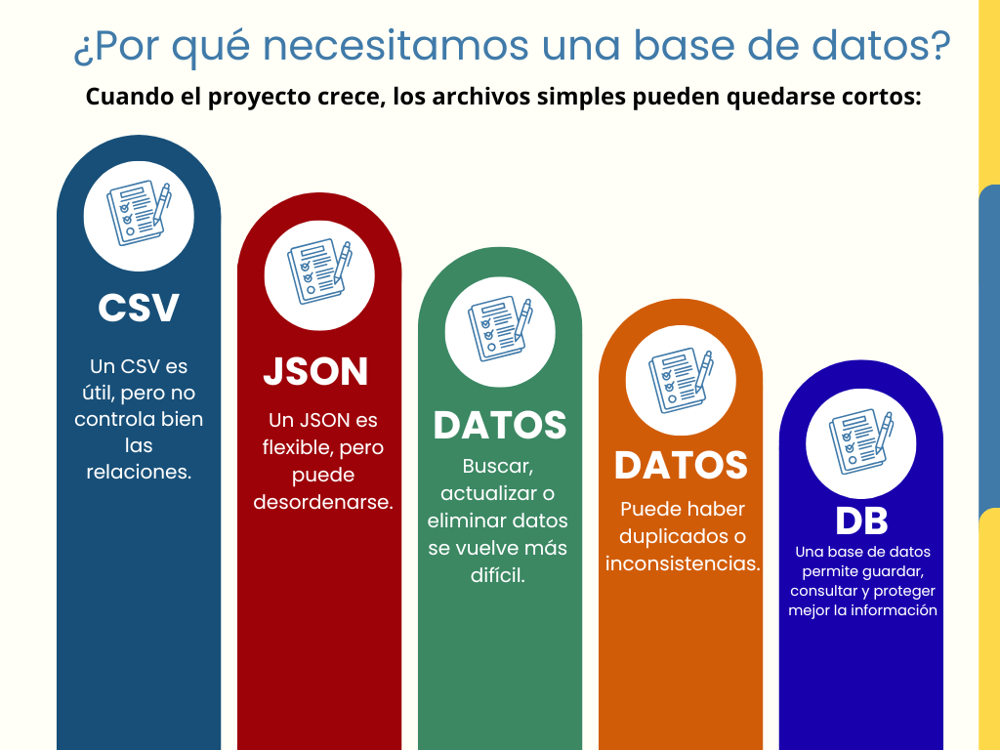 ¿Por qué necesitamos una base de datos?
Cuando el proyecto crece, los archivos simples pueden quedarse cortos:
CSV
Un CSV es
útil, pero no
controla bien
las
relaciones.
JSON
Un JSON es
flexible, pero
puede
desordenarse.
DATOS
Buscar,
actualizar o
eliminar datos
se vuelve más
difícil.
DATOS
Puede haber
duplicados o
inconsistencias.
DB
Una base de datos
permite guardar,
consultar y proteger
mejor la información